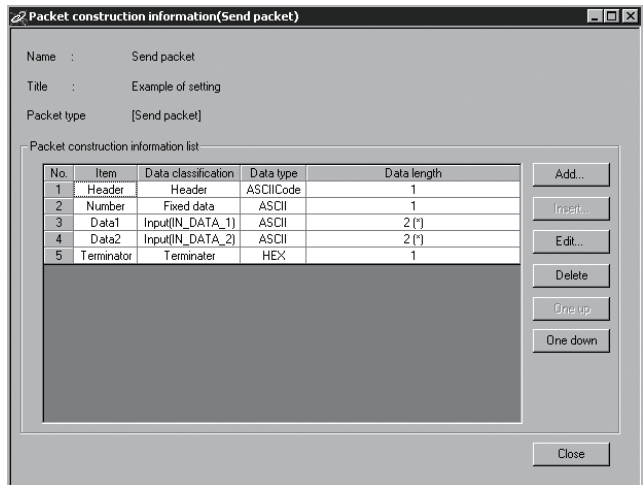 Packet construction information(Send packet)
Name : Send packet
Title : Example of setting
Packet type [Send packet]
Packet construction information list
No. Item Data classification Data type Data length
1 Header Header ASCIICode 1
2 Number Fixed data ASCII 1
3 Data1 Input(IN_DATA_1) ASCII 2 (*)
4 Data2 Input(IN_DATA_2) ASCII 2 (*)
5 Terminator Terminater HEX 1
Add...
Insert...
Edit...
Delete
One up
One down
Close